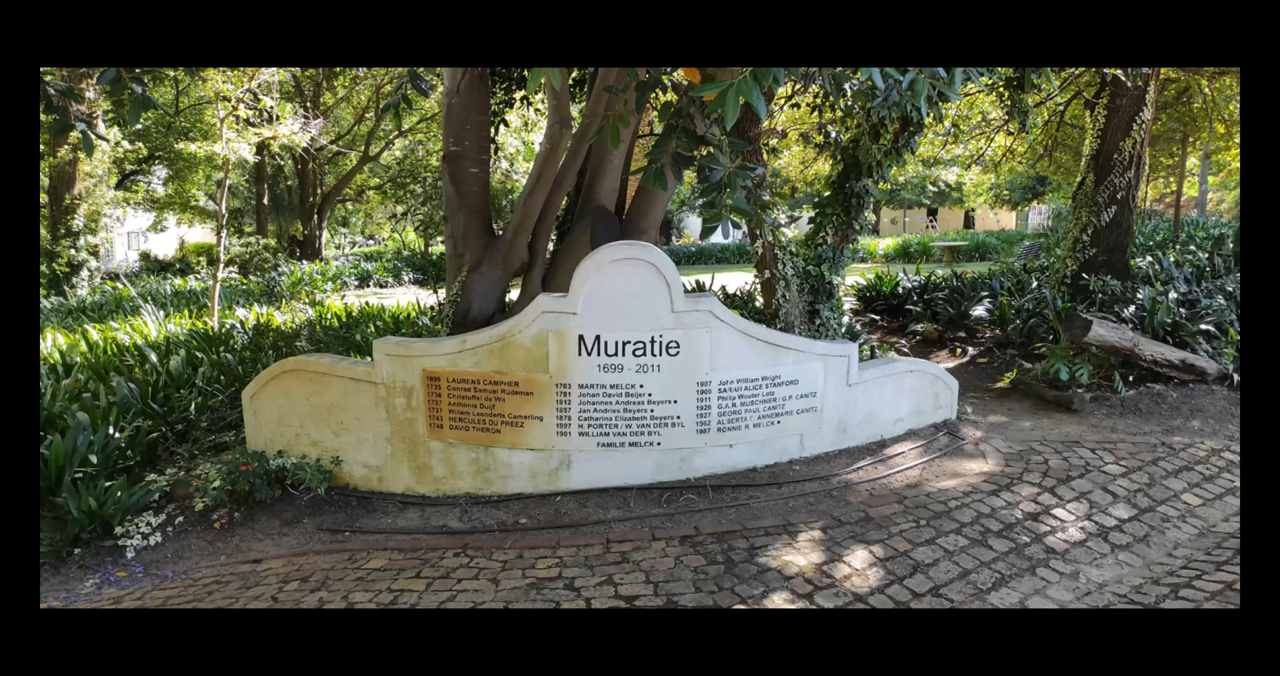 Muratie
1699 - 2011
1699 LAURENS CAMPHER
1735 Conrad Samuel Rüdeman
1736 Christoffel de Wit
1737 Anthonie Duijf
1737 Willem Leenderts Camerling
1743 HERCULES DU PREEZ
1748 DAVID THERON
1763 MARTIN MELCK •
1781 Johan David Beijer •
1812 Johannes Andreas Beyers •
1857 Jan Andries Beyers •
1878 Catharina Elizabeth Beyers •
1897 H. PORTER / W. VAN DER BYL
1901 WILLIAM VAN DER BYL
1907 John William Wright
1909 SARAH ALICE STANFORD
1911 Philip Wouter Lotz
1926 G.A.R. MUSCHNER / G.P. CANITZ
1927 GEORG PAUL CANITZ
1962 ALBERTA F. ANNEMARIE CANITZ
1987 RONNIE R. MELCK •
FAMILIE MELCK •